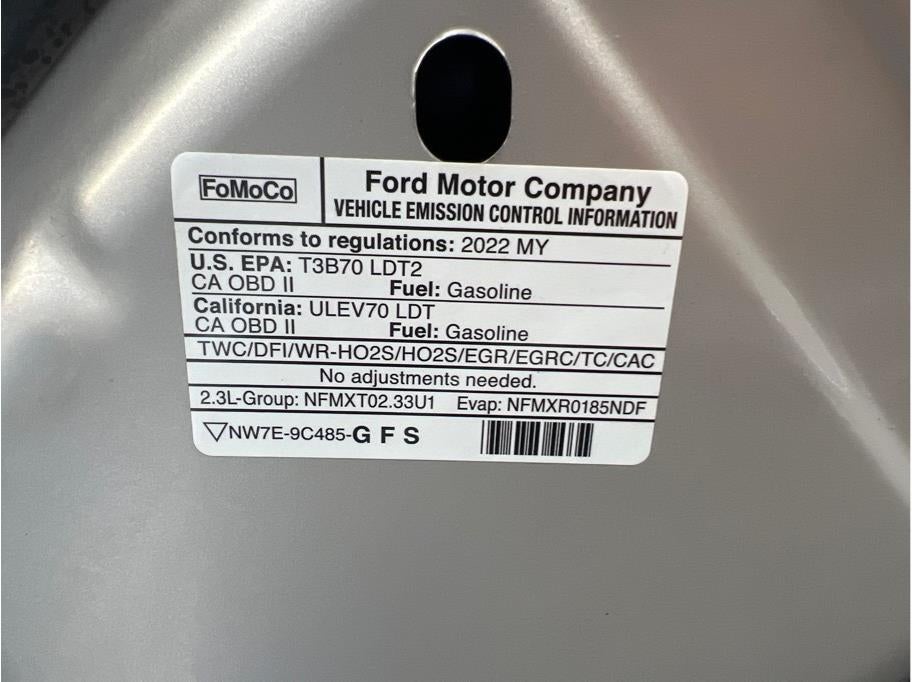 FoMoCo
Ford Motor Company
VEHICLE EMISSION CONTROL INFORMATION
Conforms to regulations: 2022 MY
U.S. EPA: T3B70 LDT2
CA OBD II Fuel: Gasoline
California: ULEV70 LDT
CA OBD II Fuel: Gasoline
TWC/DFI/WR-HO2S/HO2S/EGR/EGRC/TC/CAC
No adjustments needed.
2.3L-Group: NFMXT02.33U1 Evap: NFMXR0185NDF
▽NW7E-9C485-G F S